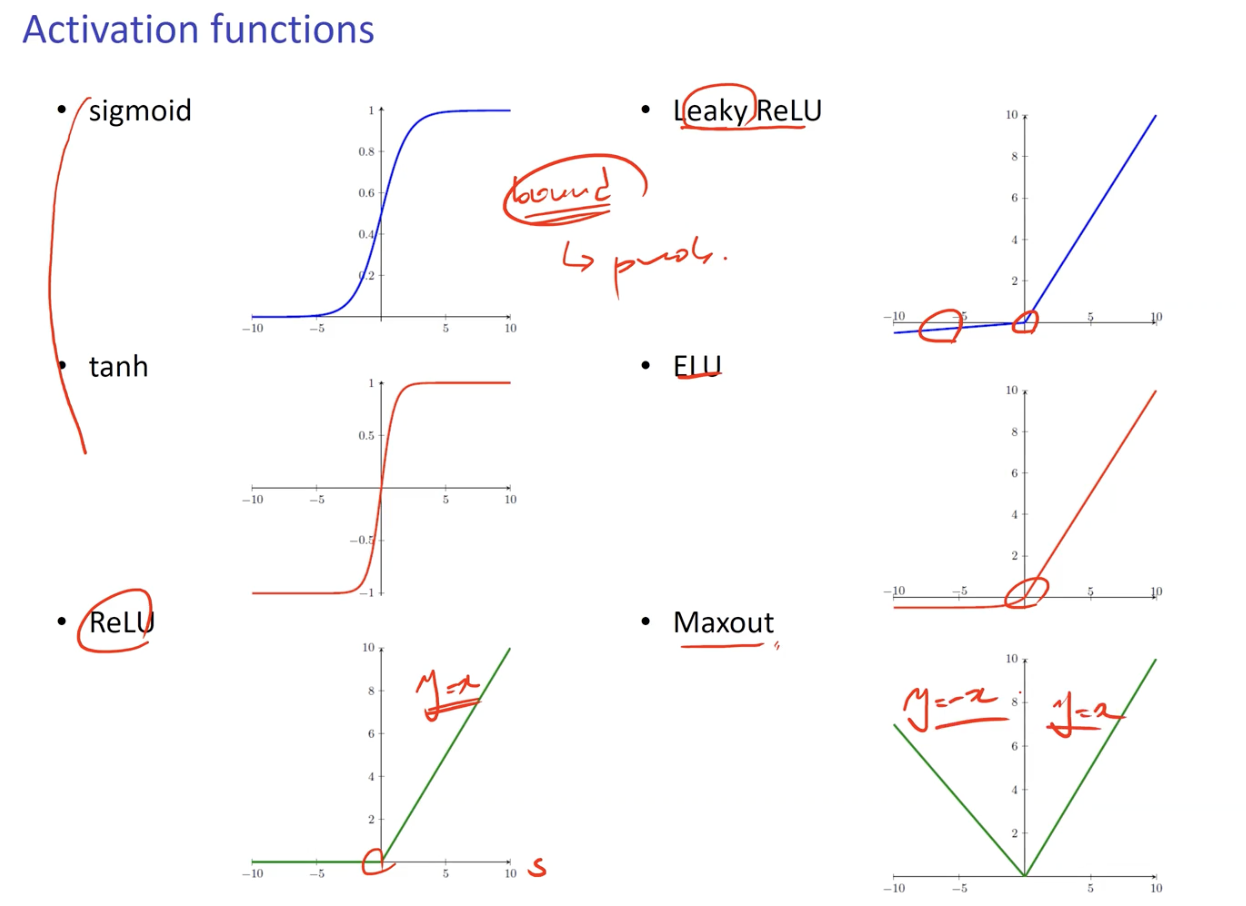 Activation functions
• sigmoid
1
0.8
0.6
0.4
0.2
−10 −5 5 10
bound
↳ prob.
• Leaky ReLU
10
8
6
4
2
−10 −5 5 10
• tanh
1
0.5
−10 −5 5 10
−0.5
−1
• ELU
10
8
6
4
2
−10 −5 5 10
• ReLU
10
8
y=x
6
4
2
−10 −5 5 10 S
• Maxout
10
8
y=-x y=x
6
4
2
−10 −5 5 10